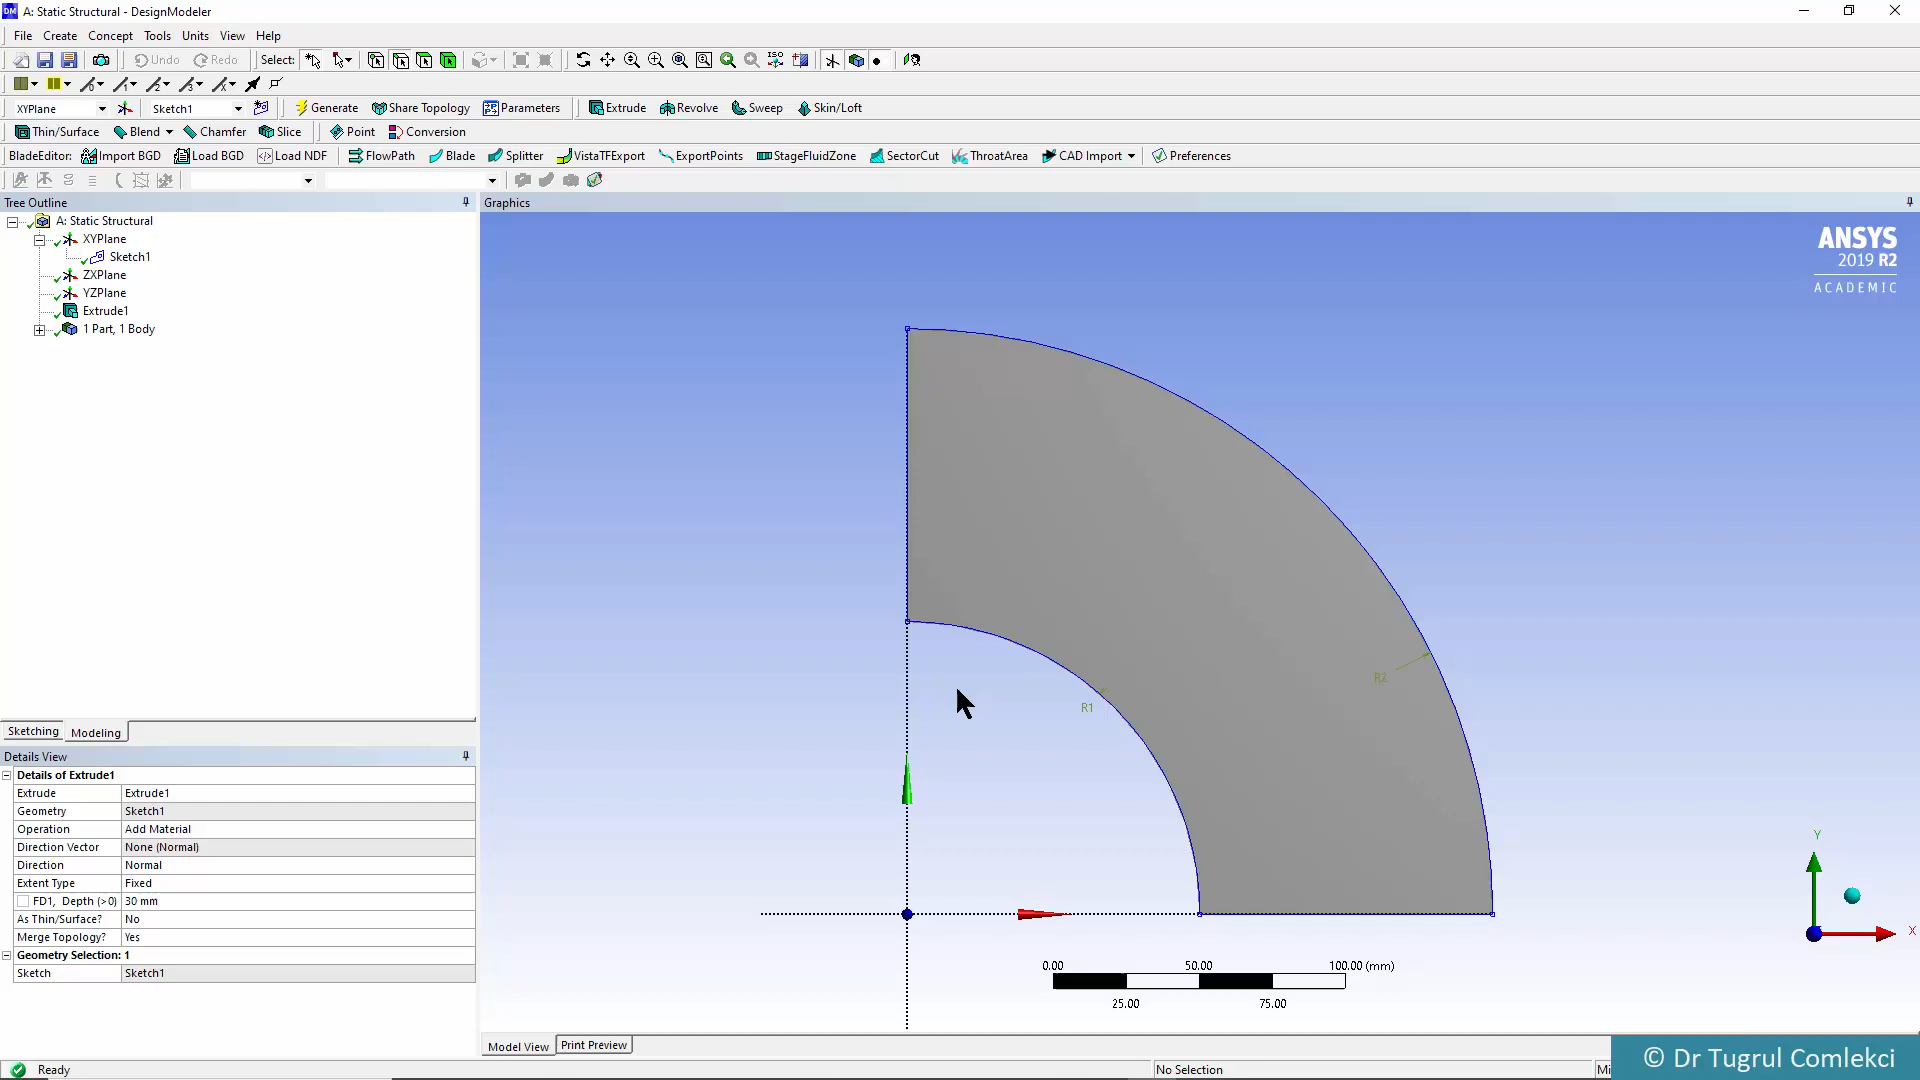 A: Static Structural - DesignModeler
File Create Concept Tools Units View Help
Undo Redo Select: ISO
XYPlane Sketch1 Generate Share Topology Parameters Extrude Revolve Sweep Skin/Loft
Thin/Surface Blend Chamfer Slice Point Conversion
BladeEditor: Import BGD Load BGD Load NDF FlowPath Blade Splitter VistaTFExport ExportPoints StageFluidZone SectorCut ThroatArea CAD Import Preferences
Tree Outline
A: Static Structural
XYPlane
Sketch1
ZXPlane
YZPlane
Extrude1
1 Part, 1 Body
Sketching Modeling
Details View
Details of Extrude1
Extrude Extrude1
Geometry Sketch1
Operation Add Material
Direction Vector None (Normal)
Direction Normal
Extent Type Fixed
FD1, Depth (>0) 30 mm
As Thin/Surface? No
Merge Topology? Yes
Geometry Selection: 1
Sketch Sketch1
Graphics
ANSYS
2019 R2
ACADEMIC
R2
R1
Y
X
0.00 50.00 100.00 (mm)
25.00 75.00
Model View Print Preview
Ready No Selection Mi
© Dr Tugrul Comlekci